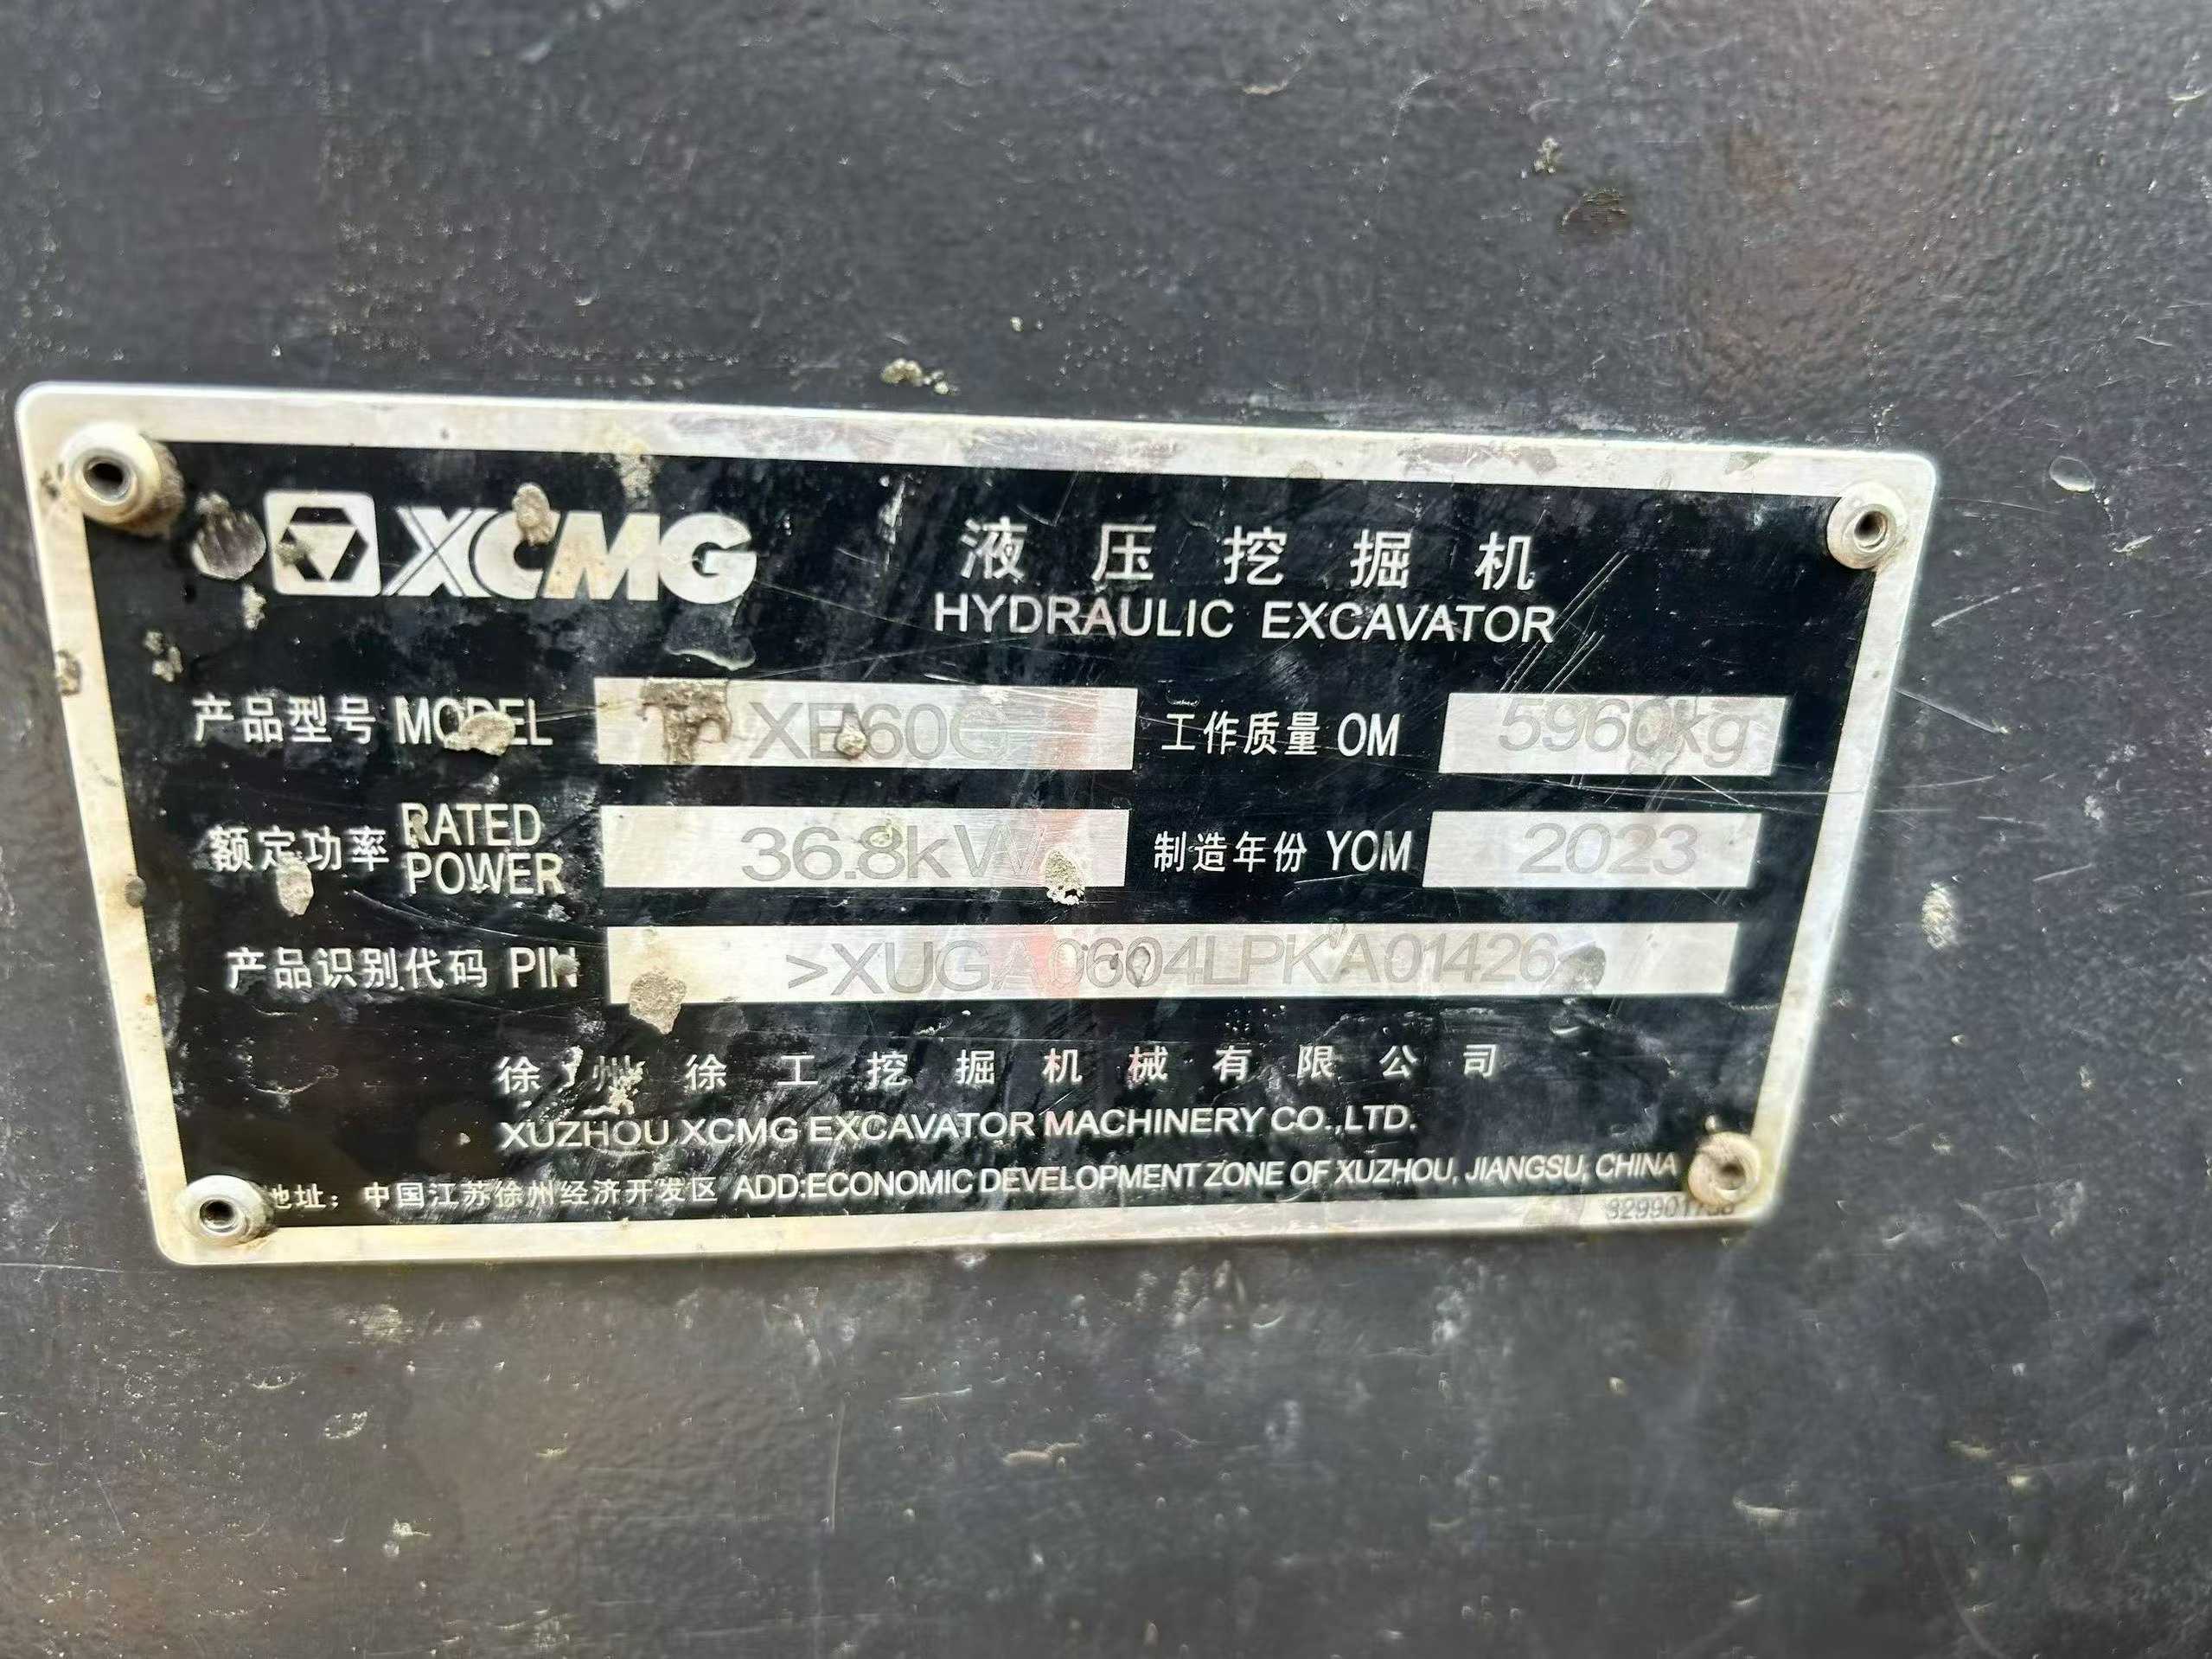 XCMG
液压挖掘机
HYDRAULIC EXCAVATOR
产品型号 MODEL XE60G 工作质量 OM 5960kg
额定功率 RATED POWER 36.8kW 制造年份 YOM 2023
产品识别代码 PIN >XUGA0604LPKA01426
徐州徐工挖掘机械有限公司
XUZHOU XCMG EXCAVATOR MACHINERY CO.,LTD.
地址：中国江苏徐州经济开发区 ADD:ECONOMIC DEVELOPMENT ZONE OF XUZHOU, JIANGSU, CHINA